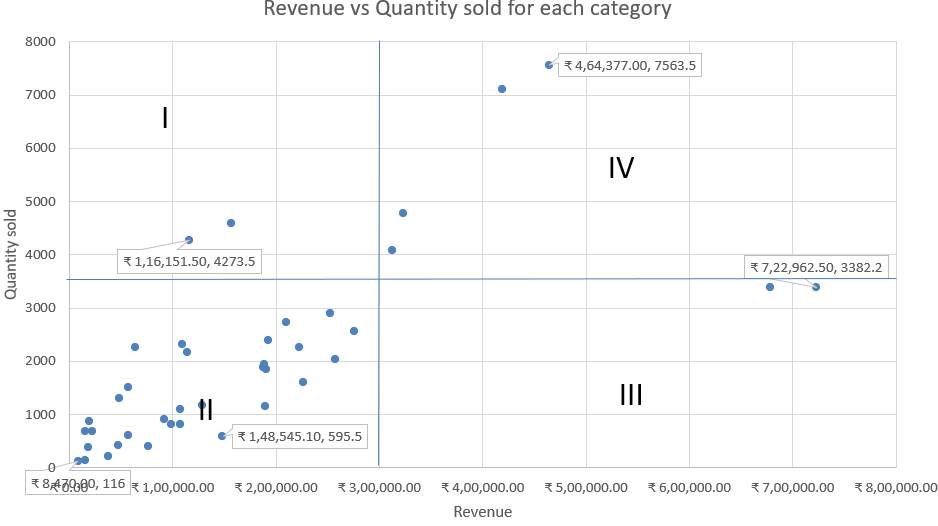 Revenue vs Quantity sold for each category
8000
₹ 4,64,377.00, 7563.5
7000
I
6000
IV
5000
Quantity sold
₹ 1,16,151.50, 4273.5
4000
₹ 7,22,962.50, 3382.2
3000
2000
III
1000
II
₹ 1,48,545.10, 595.5
0
₹ 8,470.00, 116
₹ 0.00 ₹ 1,00,000.00 ₹ 2,00,000.00 ₹ 3,00,000.00 ₹ 4,00,000.00 ₹ 5,00,000.00 ₹ 6,00,000.00 ₹ 7,00,000.00 ₹ 8,00,000.00
Revenue